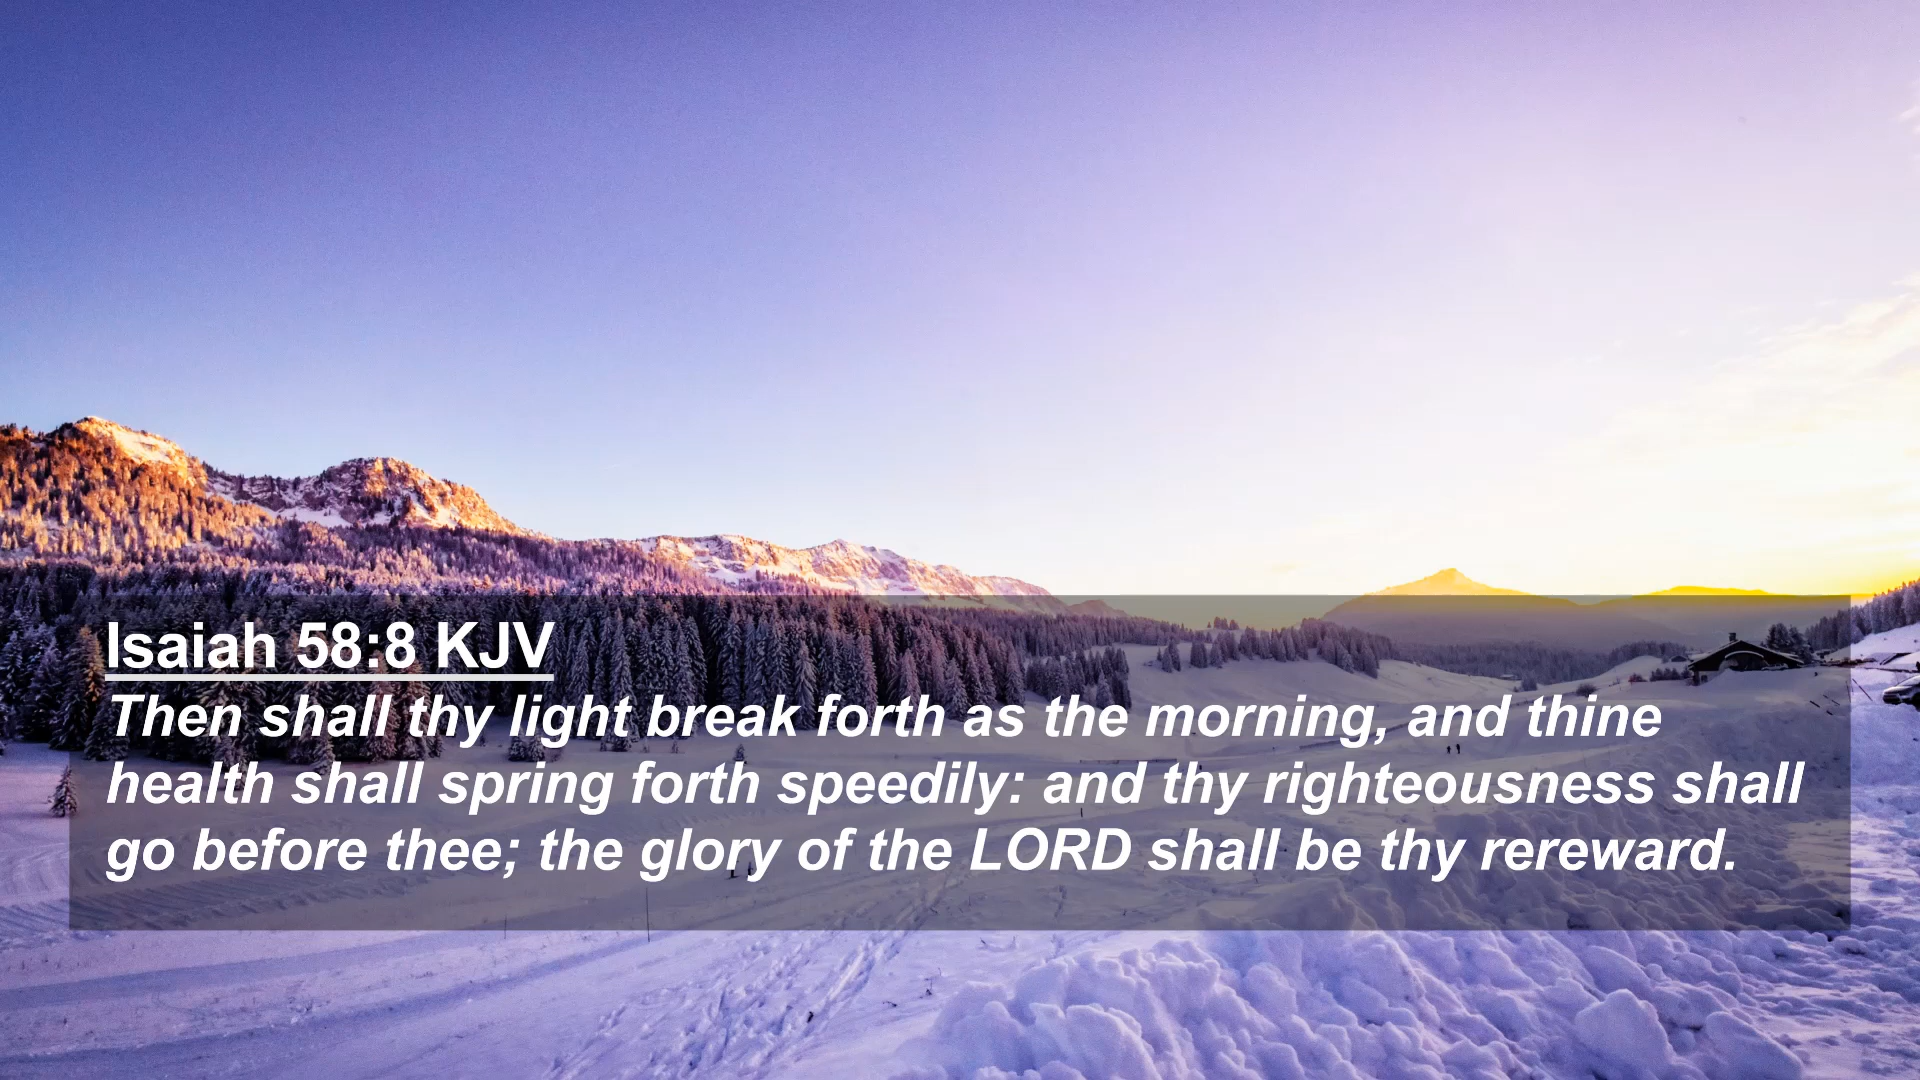 Isaiah 58:8 KJV
Then shall thy light break forth as the morning, and thine
health shall spring forth speedily: and thy righteousness shall
go before thee; the glory of the LORD shall be thy rereward.